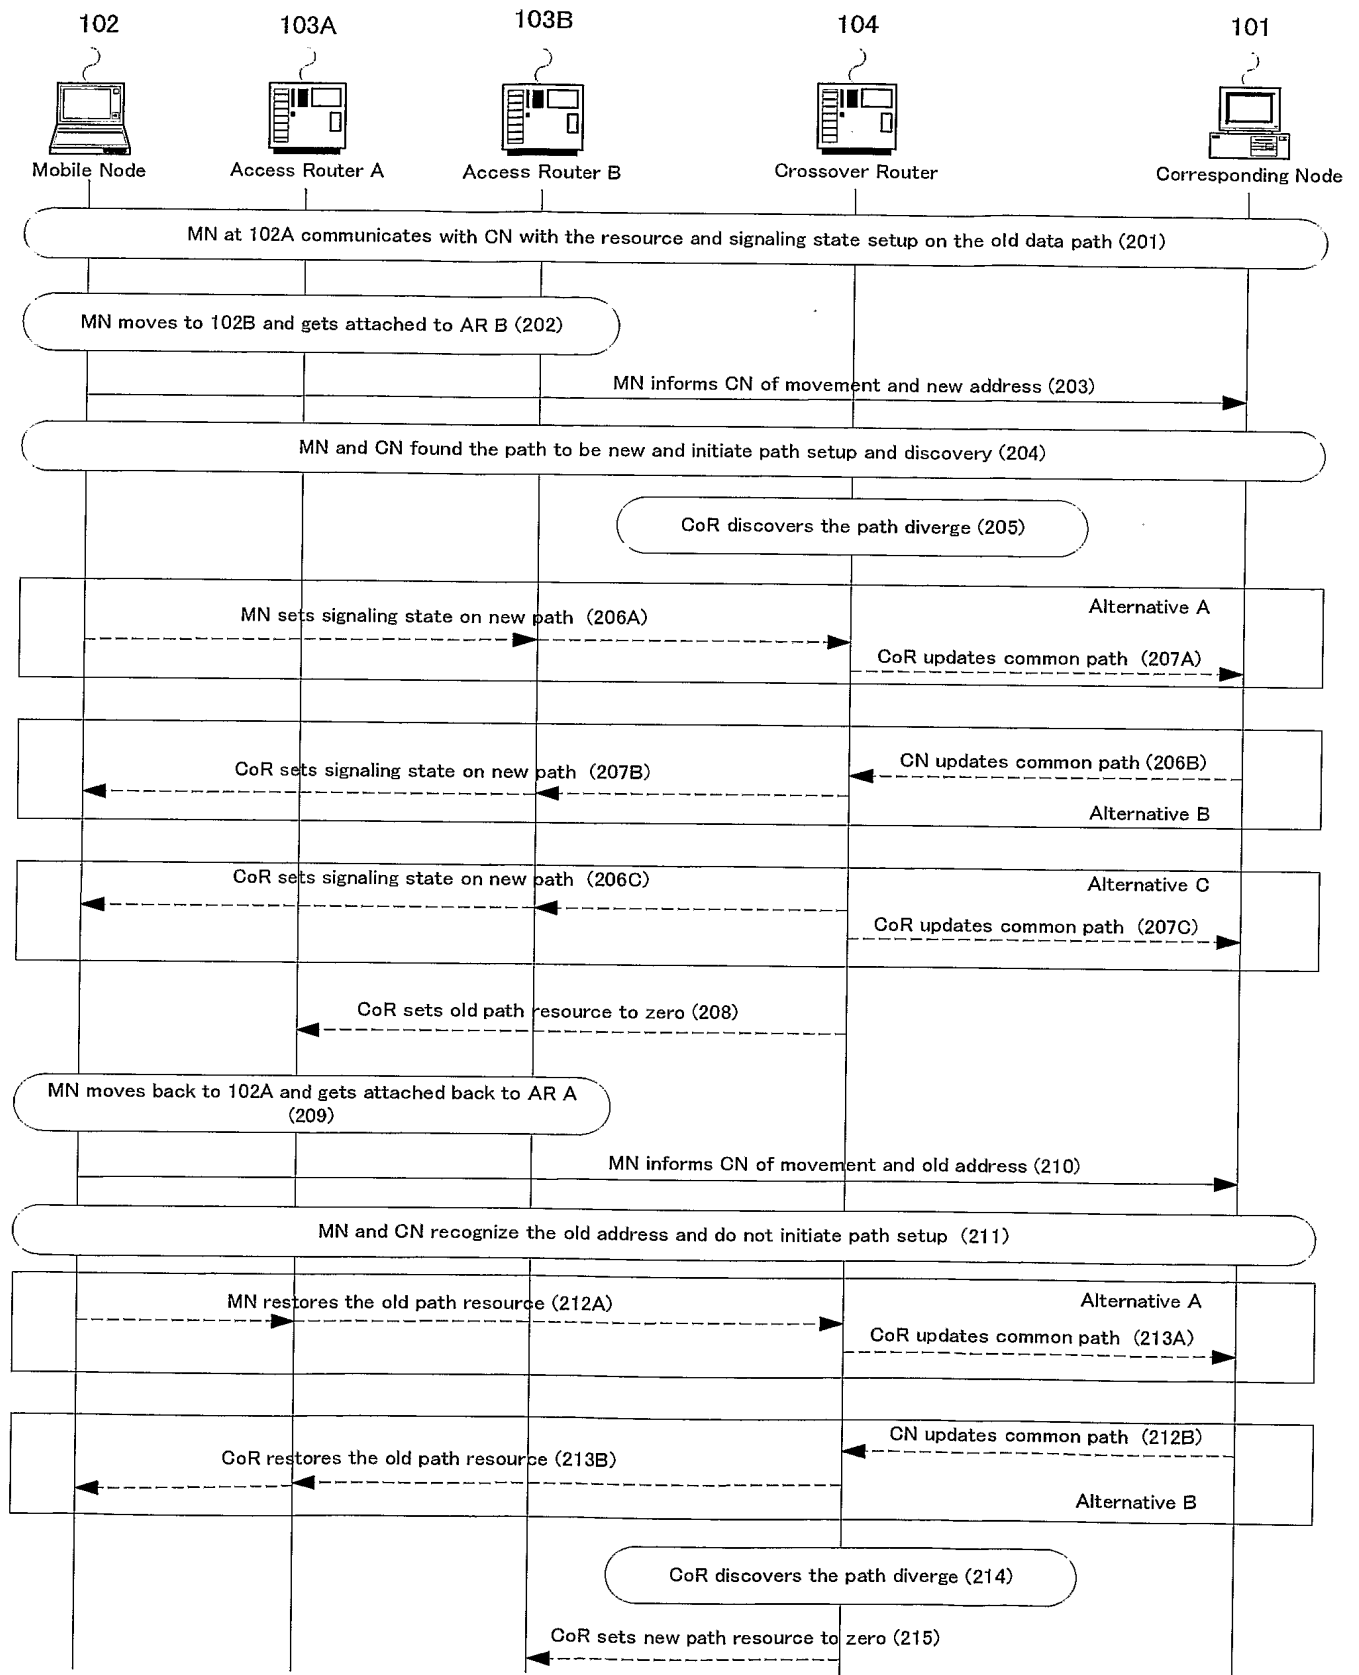 102
103A
103B
104
101
Mobile Node
Access Router A
Access Router B
Crossover Router
Corresponding Node
MN at 102A communicates with CN with the resource and signaling state setup on the old data path (201)
MN moves to 102B and gets attached to AR B (202)
MN informs CN of movement and new address (203)
MN and CN found the path to be new and initiate path setup and discovery (204)
CoR discovers the path diverge (205)
Alternative A
MN sets signaling state on new path (206A)
CoR updates common path (207A)
CN updates common path (206B)
CoR sets signaling state on new path (207B)
Alternative B
CoR sets signaling state on new path (206C)
Alternative C
CoR updates common path (207C)
CoR sets old path resource to zero (208)
MN moves back to 102A and gets attached back to AR A
(209)
MN informs CN of movement and old address (210)
MN and CN recognize the old address and do not initiate path setup (211)
MN restores the old path resource (212A)
Alternative A
CoR updates common path (213A)
CN updates common path (212B)
CoR restores the old path resource (213B)
Alternative B
CoR discovers the path diverge (214)
CoR sets new path resource to zero (215)